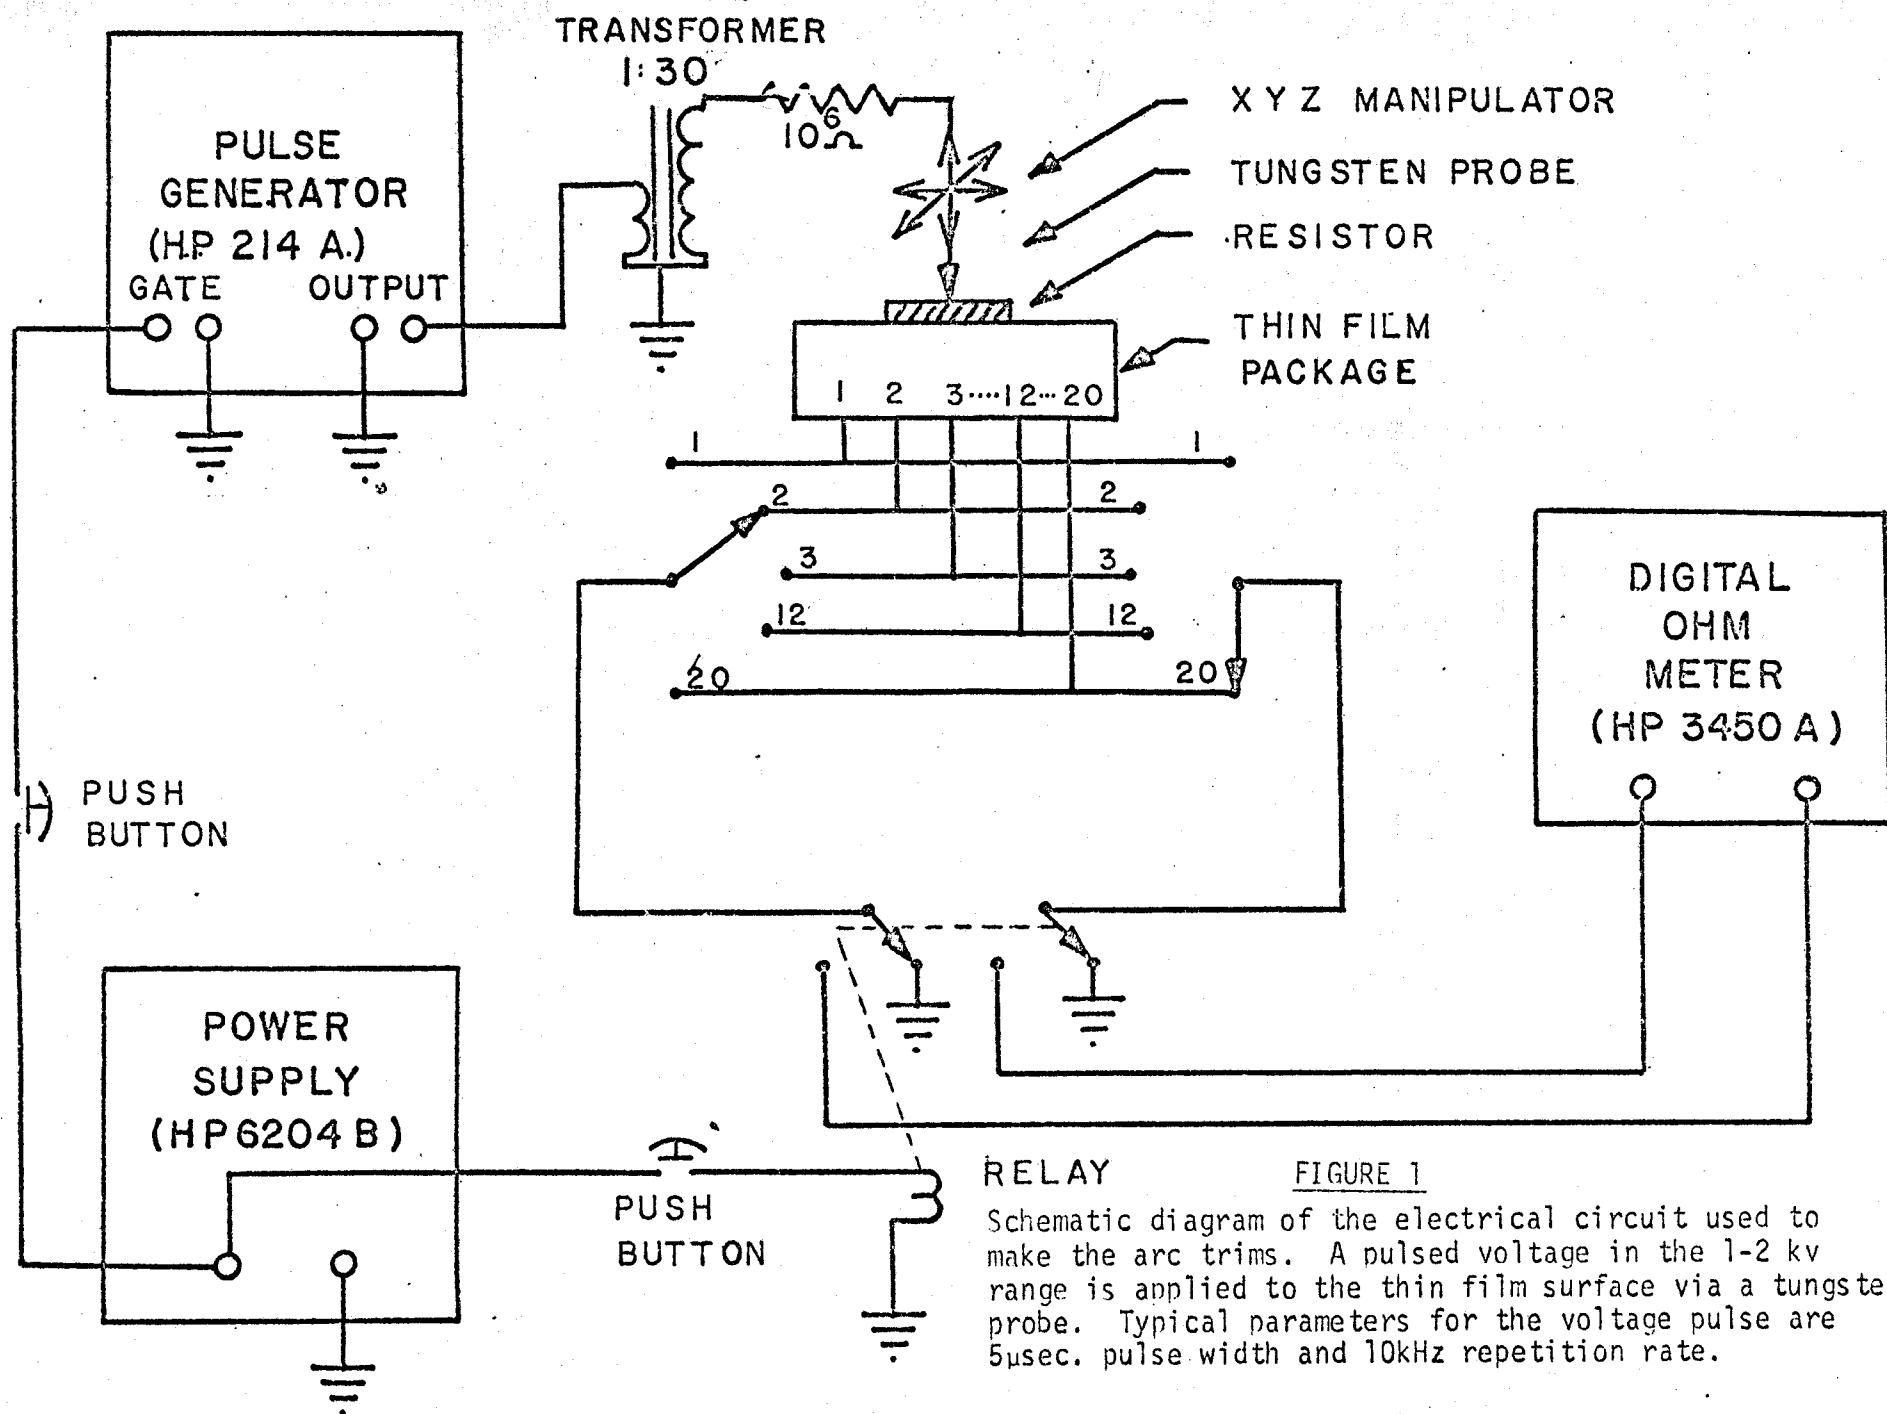 TRANSFORMER
1:30
10⁶Ω
XYZ MANIPULATOR
TUNGSTEN PROBE
RESISTOR
THIN FILM
PACKAGE
PULSE
GENERATOR
(H.P. 214 A.)
GATE OUTPUT
1 2 3....12...20
1 1
2 2
3 3
12 12
20 20
DIGITAL
OHM
METER
(HP 3450 A)
PUSH
BUTTON
POWER
SUPPLY
(HP6204 B)
PUSH
BUTTON
RELAY
FIGURE 1
Schematic diagram of the electrical circuit used to
make the arc trims. A pulsed voltage in the 1-2 kv
range is applied to the thin film surface via a tungste
probe. Typical parameters for the voltage pulse are
5μsec. pulse width and 10kHz repetition rate.